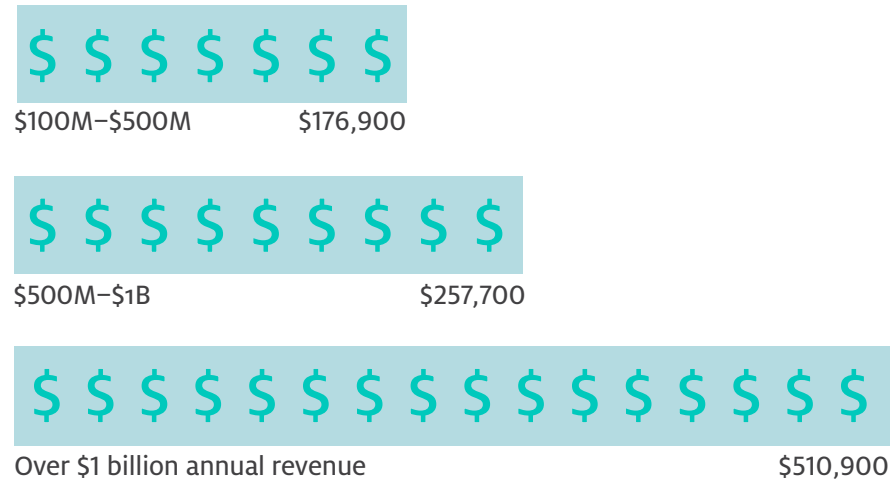 $ $ $ $ $ $ $
$100M–$500M $176,900
$ $ $ $ $ $ $ $ $
$500M–$1B $257,700
$ $ $ $ $ $ $ $ $ $ $ $ $ $ $ $
Over $1 billion annual revenue $510,900